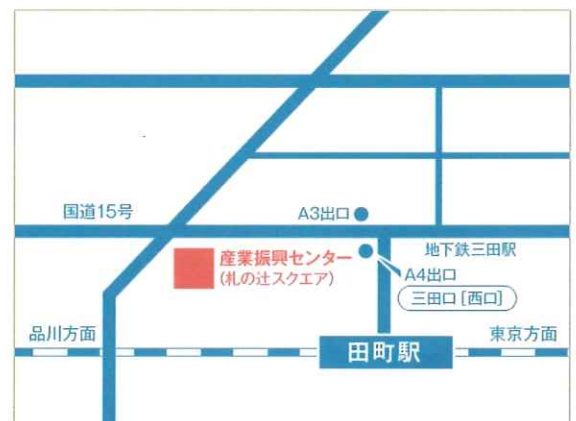 国道15号
A3出口
産業振興センター
(札の辻スクエア)
地下鉄三田駅
A4出口
三田口[西口]
品川方面
田町駅
東京方面